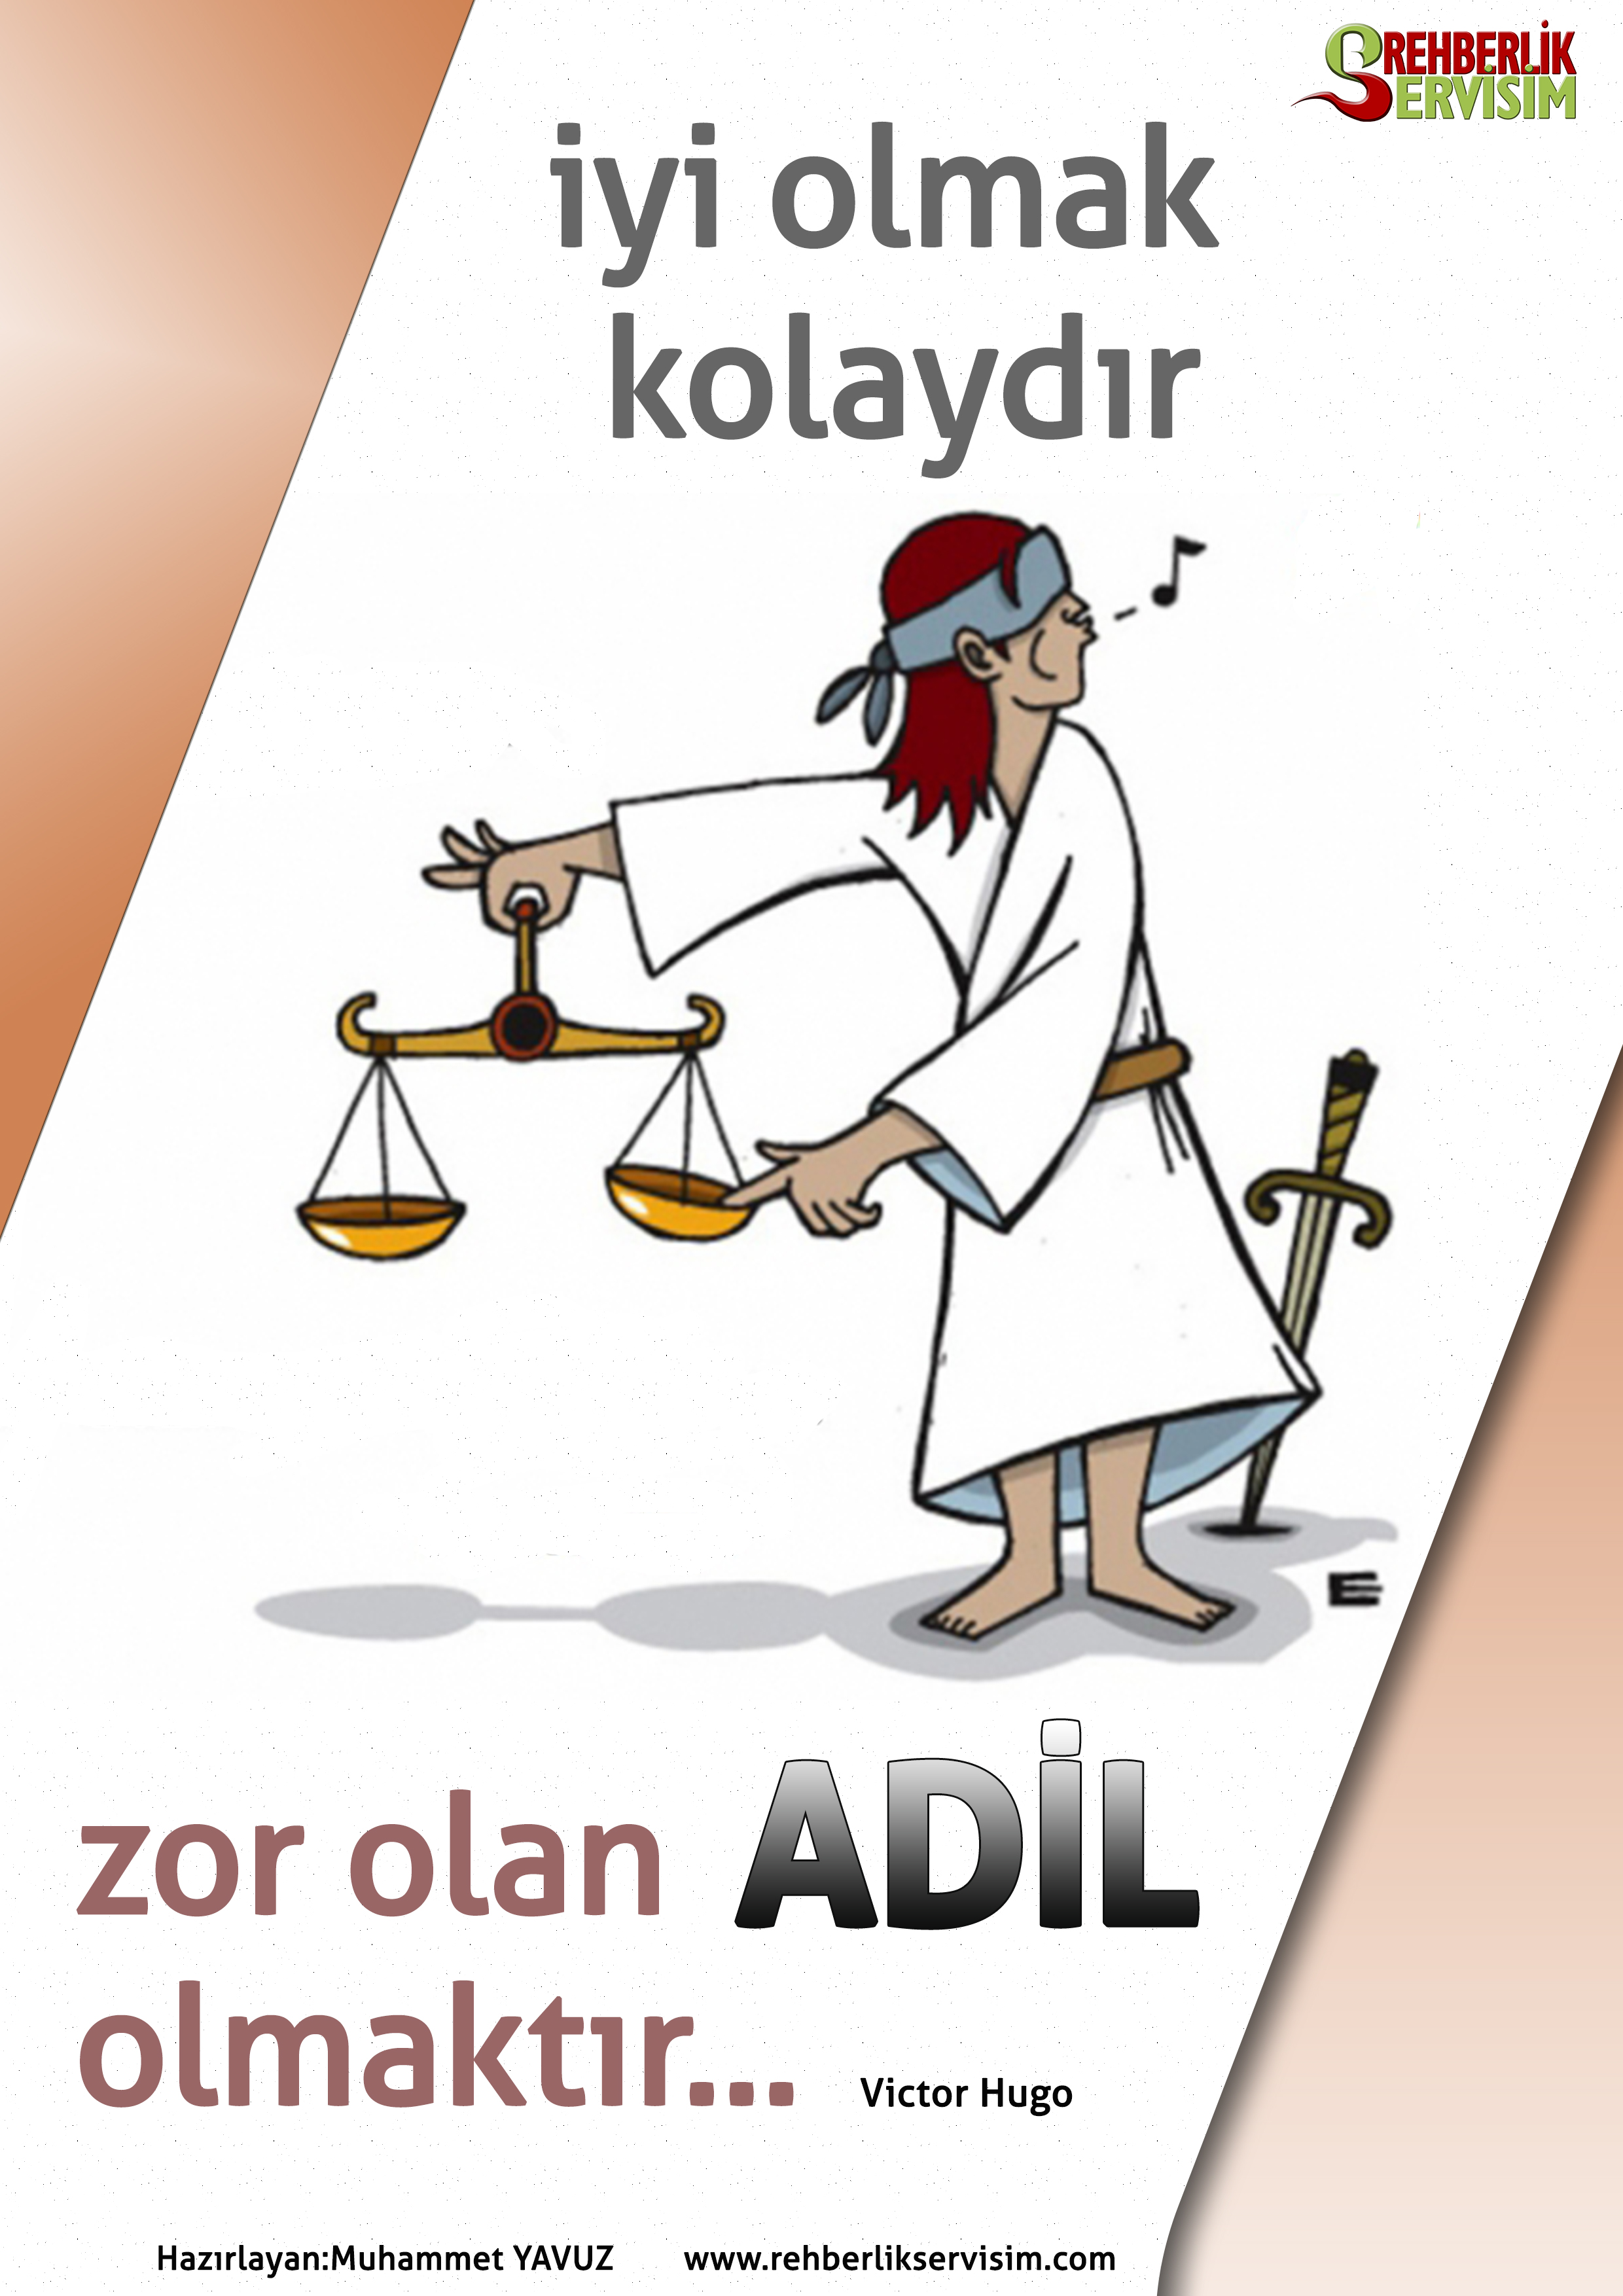 REHBERLİK
SERVİSİM
iyi olmak
kolaydır
E
zor olan ADİL
olmaktır...
Victor Hugo
Hazırlayan:Muhammet YAVUZ www.rehberlikservisim.com